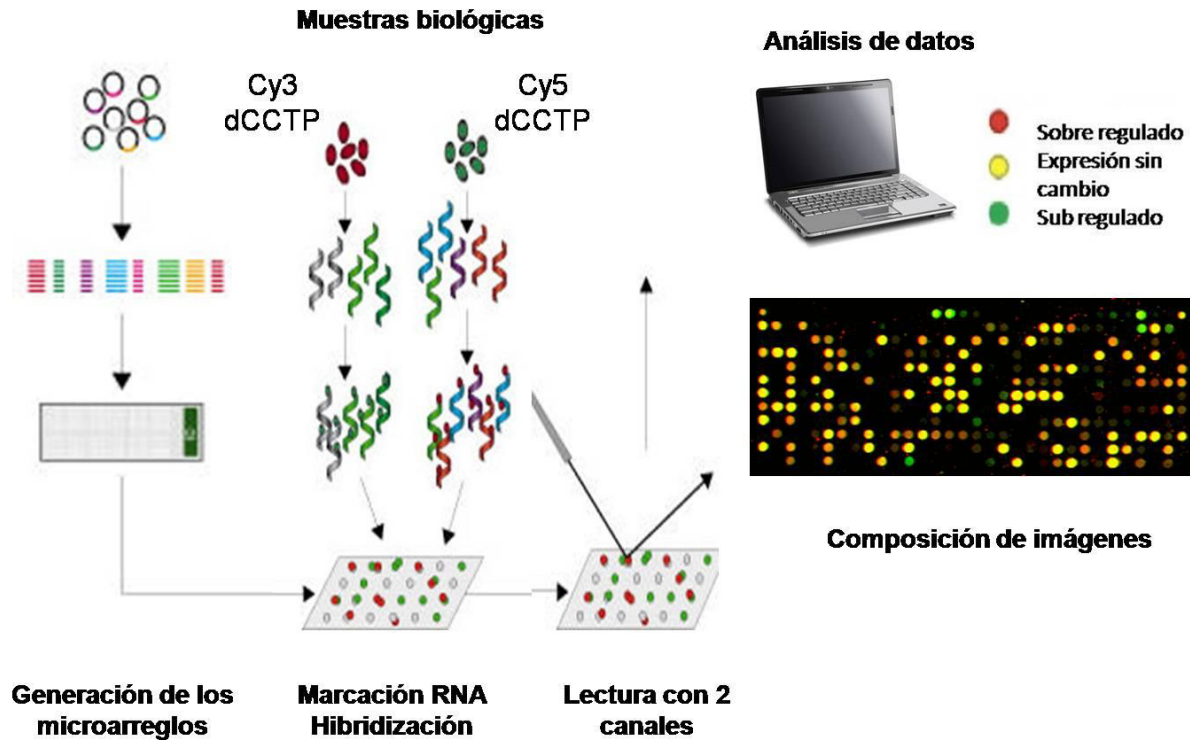 Muestras biológicas
Análisis de datos
Cy3
dCCTP
Cy5
dCCTP
Sobre regulado
Expresión sin
cambio
Sub regulado
Composición de imágenes
Generación de los
microarreglos
Marcación RNA
Hibridización
Lectura con 2
canales